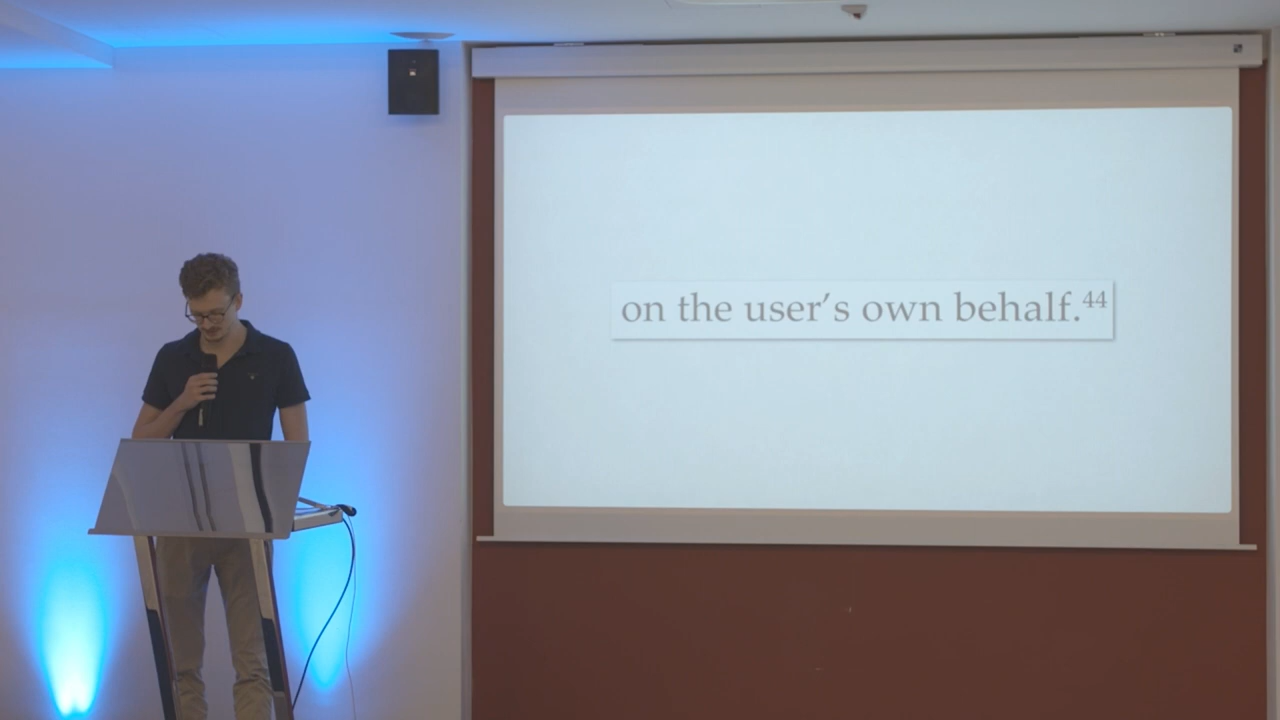 on the user’s own behalf.⁴⁴